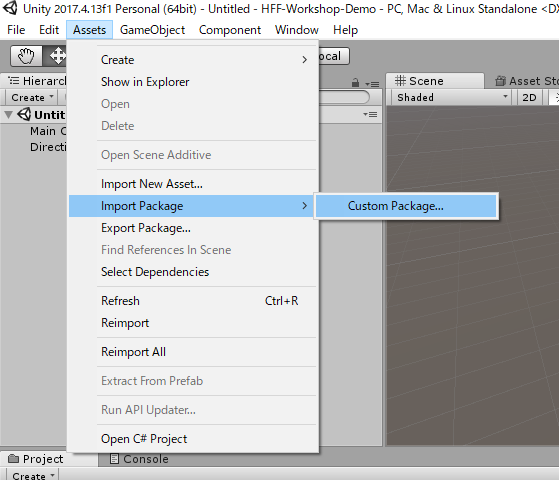 Unity 2017.4.13f1 Personal (64bit) - Untitled - HFF-Workshop-Demo - PC, Mac & Linux Standalone <DX
File Edit Assets GameObject Component Window Help
ocal
Hierarch
Scene
Asset Sto
Create
Shaded
2D
Untit
Main C
Directi
Create
Show in Explorer
Open
Delete
Open Scene Additive
Import New Asset...
Import Package
Custom Package...
Export Package...
Find References In Scene
Select Dependencies
Refresh Ctrl+R
Reimport
Reimport All
Extract From Prefab
Run API Updater...
Open C# Project
Project
Console
Create